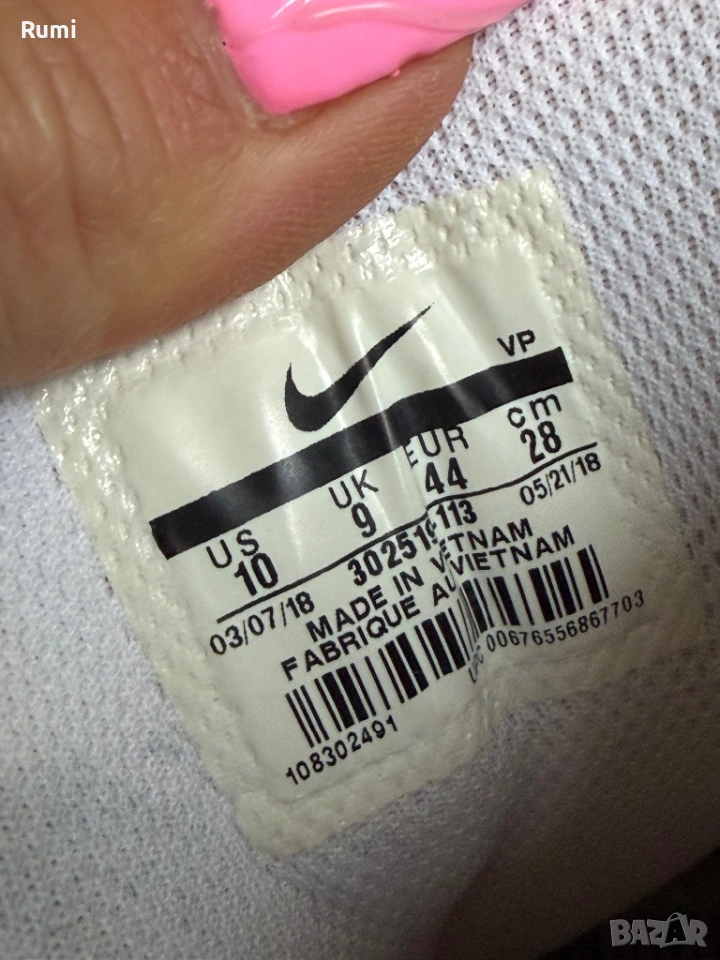 Rumi
VP
US UK EUR cm
10 9 44 28
03/07/18 113 05/21/18
MADE IN VIETNAM
FABRIQUE AU VIETNAM
108302491 UPC 00676556867703
BAZAR